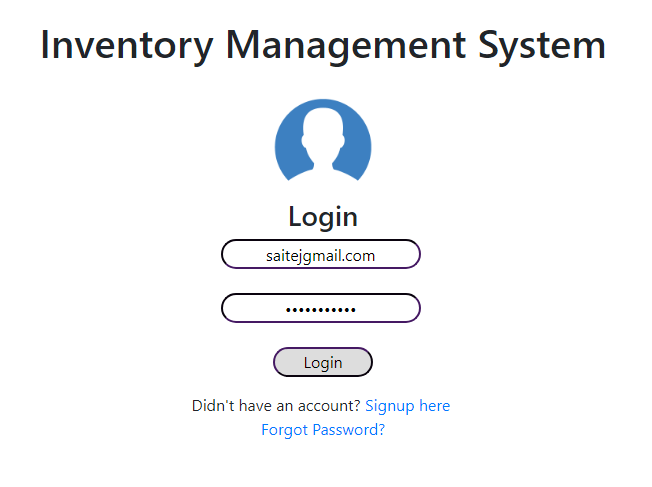 Inventory Management System
Login
saitejgmail.com
•••••••••••
Login
Didn't have an account? Signup here
Forgot Password?